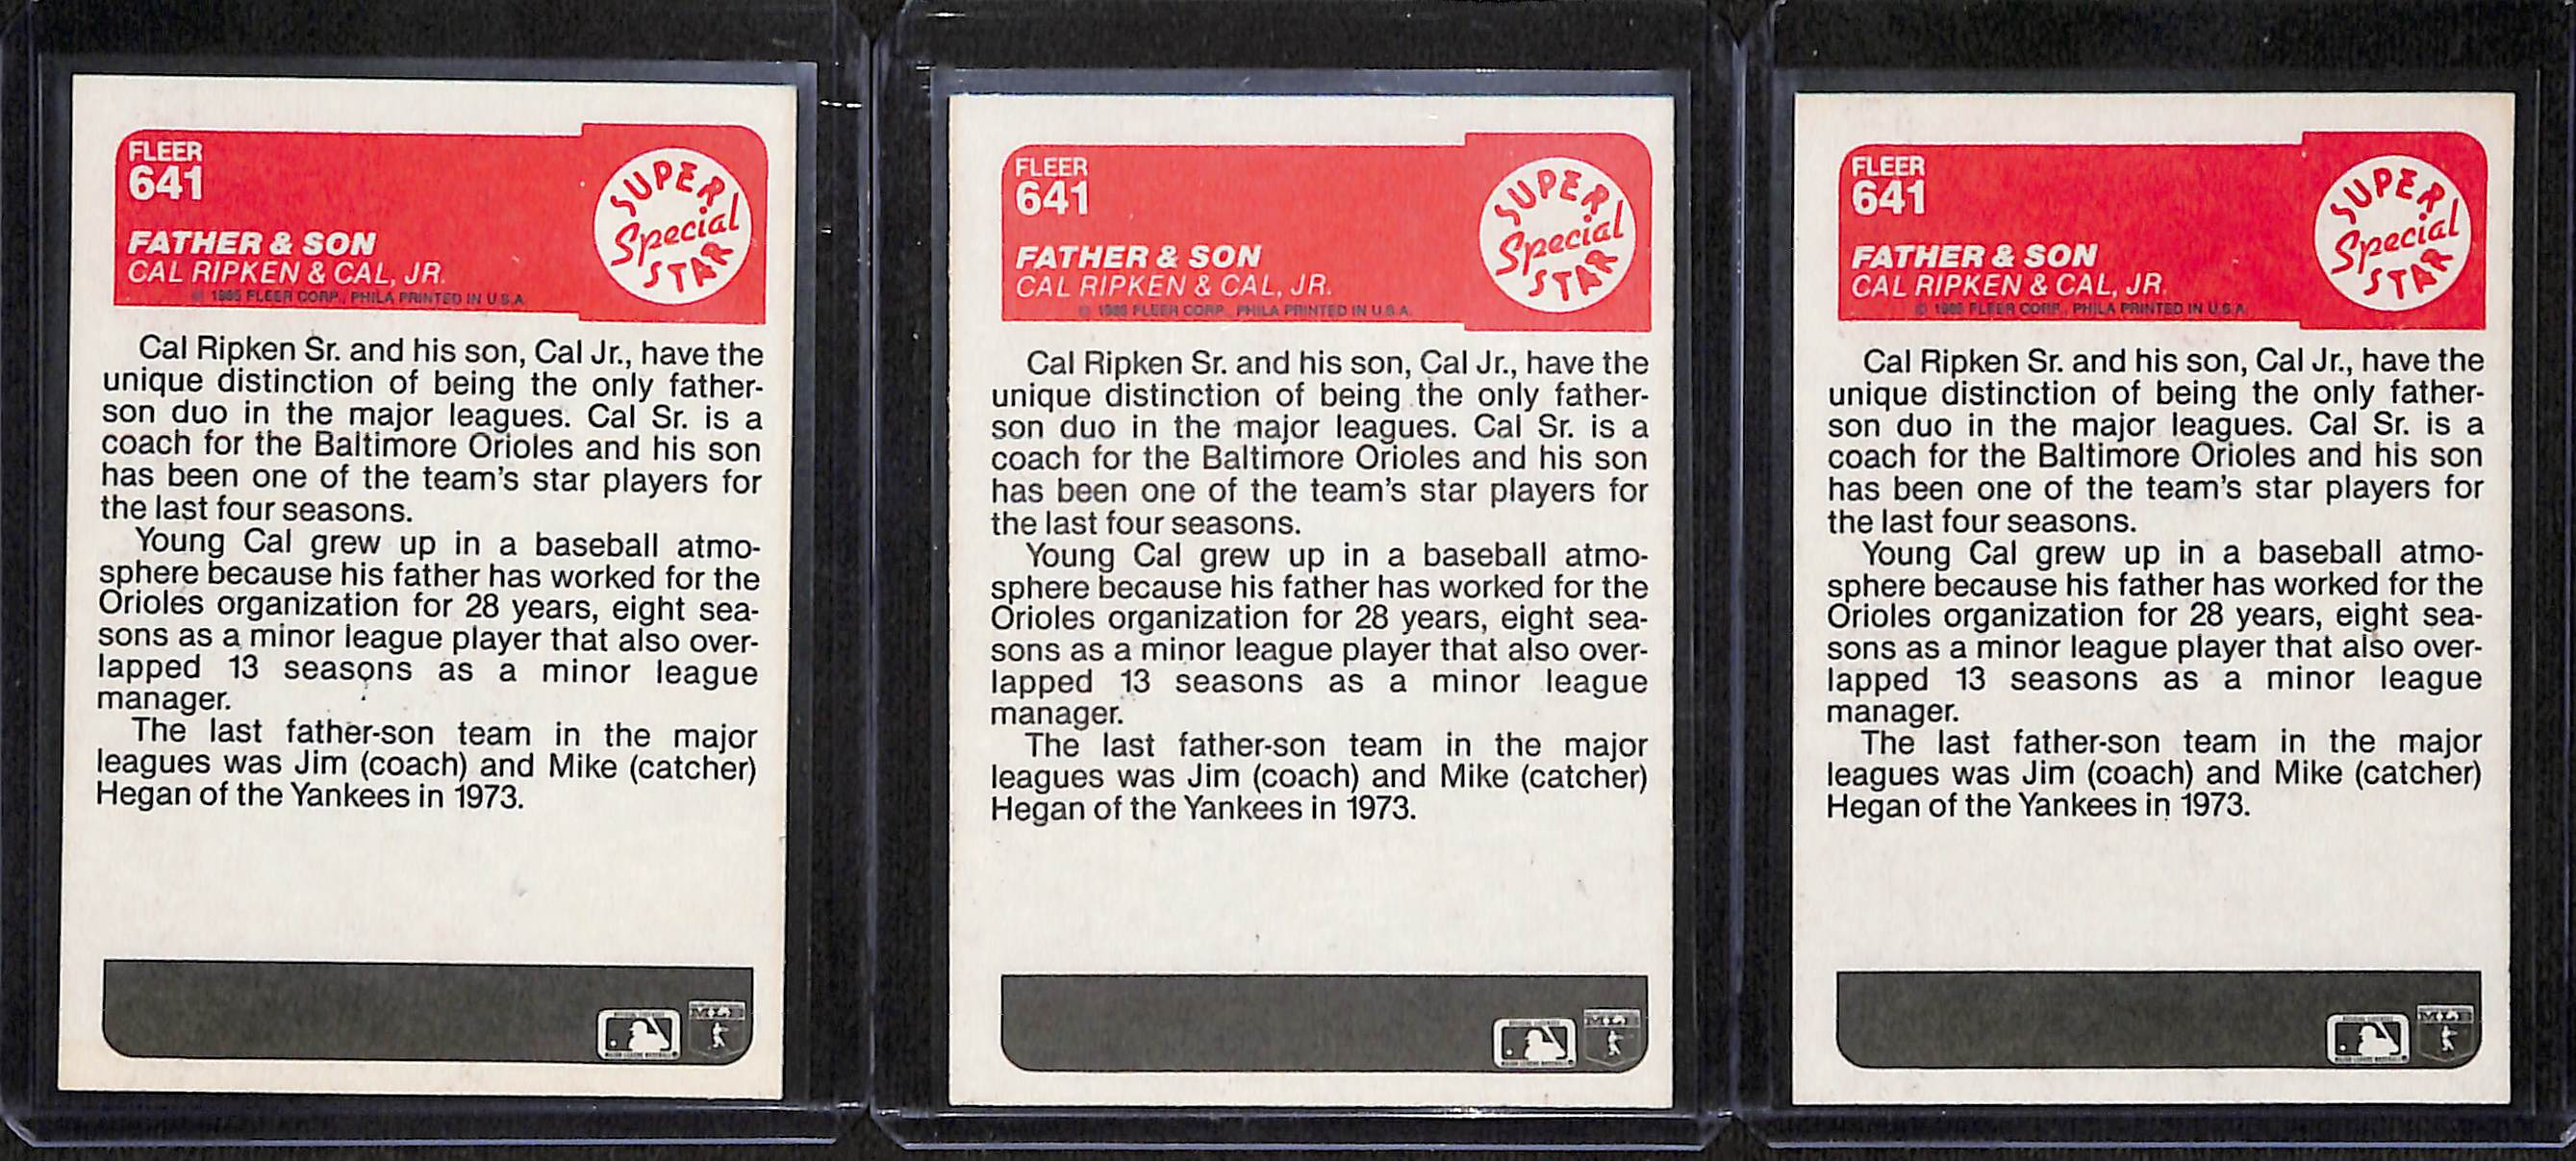 FLEER
641
SUPER
Special
STAR
FATHER & SON
CAL RIPKEN & CAL, JR.
© 1985 FLEER CORP., PHILA PRINTED IN U.S.A.
Cal Ripken Sr. and his son, Cal Jr., have the
unique distinction of being the only father-
son duo in the major leagues. Cal Sr. is a
coach for the Baltimore Orioles and his son
has been one of the team's star players for
the last four seasons.
Young Cal grew up in a baseball atmo-
sphere because his father has worked for the
Orioles organization for 28 years, eight sea-
sons as a minor league player that also over-
lapped 13 seasons as a minor league
manager.
The last father-son team in the major
leagues was Jim (coach) and Mike (catcher)
Hegan of the Yankees in 1973.
FLEER
641
SUPER
Special
STAR
FATHER & SON
CAL RIPKEN & CAL, JR.
© 1985 FLEER CORP., PHILA PRINTED IN U.S.A.
Cal Ripken Sr. and his son, Cal Jr., have the
unique distinction of being the only father-
son duo in the major leagues. Cal Sr. is a
coach for the Baltimore Orioles and his son
has been one of the team's star players for
the last four seasons.
Young Cal grew up in a baseball atmo-
sphere because his father has worked for the
Orioles organization for 28 years, eight sea-
sons as a minor league player that also over-
lapped 13 seasons as a minor league
manager.
The last father-son team in the major
leagues was Jim (coach) and Mike (catcher)
Hegan of the Yankees in 1973.
FLEER
641
SUPER
Special
STAR
FATHER & SON
CAL RIPKEN & CAL, JR.
© 1985 FLEER CORP., PHILA PRINTED IN U.S.A.
Cal Ripken Sr. and his son, Cal Jr., have the
unique distinction of being the only father-
son duo in the major leagues. Cal Sr. is a
coach for the Baltimore Orioles and his son
has been one of the team's star players for
the last four seasons.
Young Cal grew up in a baseball atmo-
sphere because his father has worked for the
Orioles organization for 28 years, eight sea-
sons as a minor league player that also over-
lapped 13 seasons as a minor league
manager.
The last father-son team in the major
leagues was Jim (coach) and Mike (catcher)
Hegan of the Yankees in 1973.